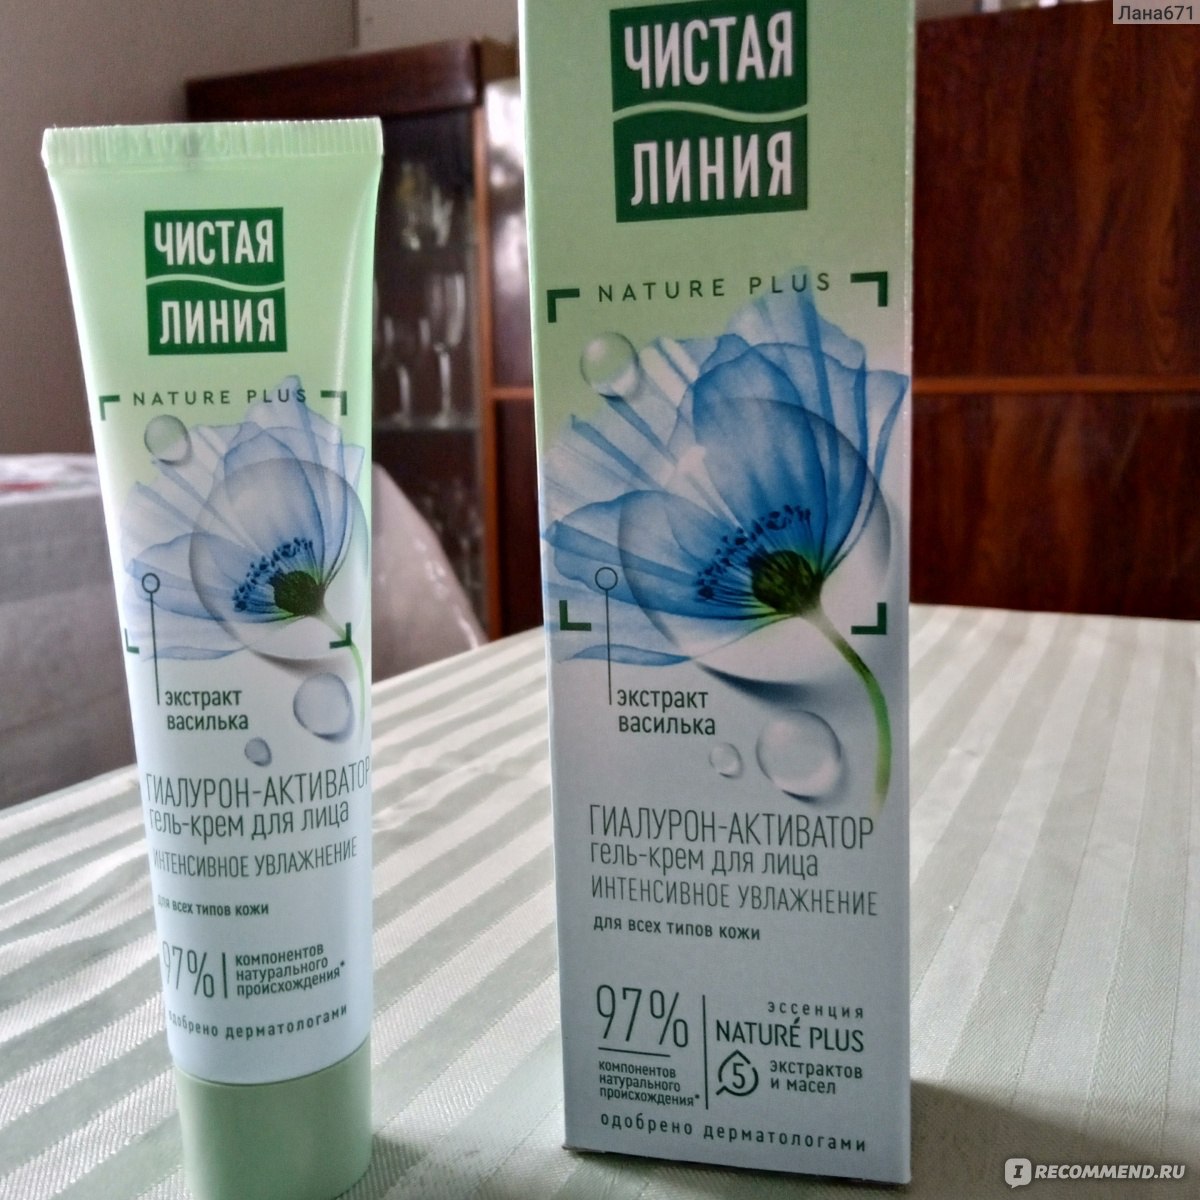 Лана671
ЧИСТАЯ
ЛИНИЯ
NATURE PLUS
экстракт
василька
ГИАЛУРОН-АКТИВАТОР
гель-крем для лица
ИНТЕНСИВНОЕ УВЛАЖНЕНИЕ
для всех типов кожи
97%
компонентов
натурального
происхождения*
одобрено дерматологами
ЧИСТАЯ
ЛИНИЯ
NATURE PLUS
экстракт
василька
ГИАЛУРОН-АКТИВАТОР
гель-крем для лица
ИНТЕНСИВНОЕ УВЛАЖНЕНИЕ
для всех типов кожи
97%
компонентов
натурального
происхождения*
эссенция
NATURÉ PLUS
5 экстрактов
и масел
одобрено дерматологами
IRECOMMEND.RU